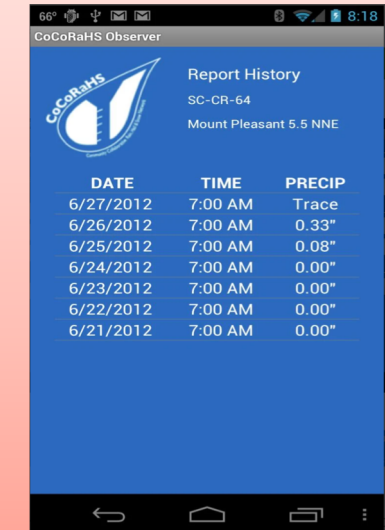 66° 8:18
CoCoRaHS Observer
CoCoRaHS
Report History
SC-CR-64
Mount Pleasant 5.5 NNE
DATE TIME PRECIP
6/27/2012 7:00 AM Trace
6/26/2012 7:00 AM 0.33"
6/25/2012 7:00 AM 0.08"
6/24/2012 7:00 AM 0.00"
6/23/2012 7:00 AM 0.00"
6/22/2012 7:00 AM 0.00"
6/21/2012 7:00 AM 0.00"